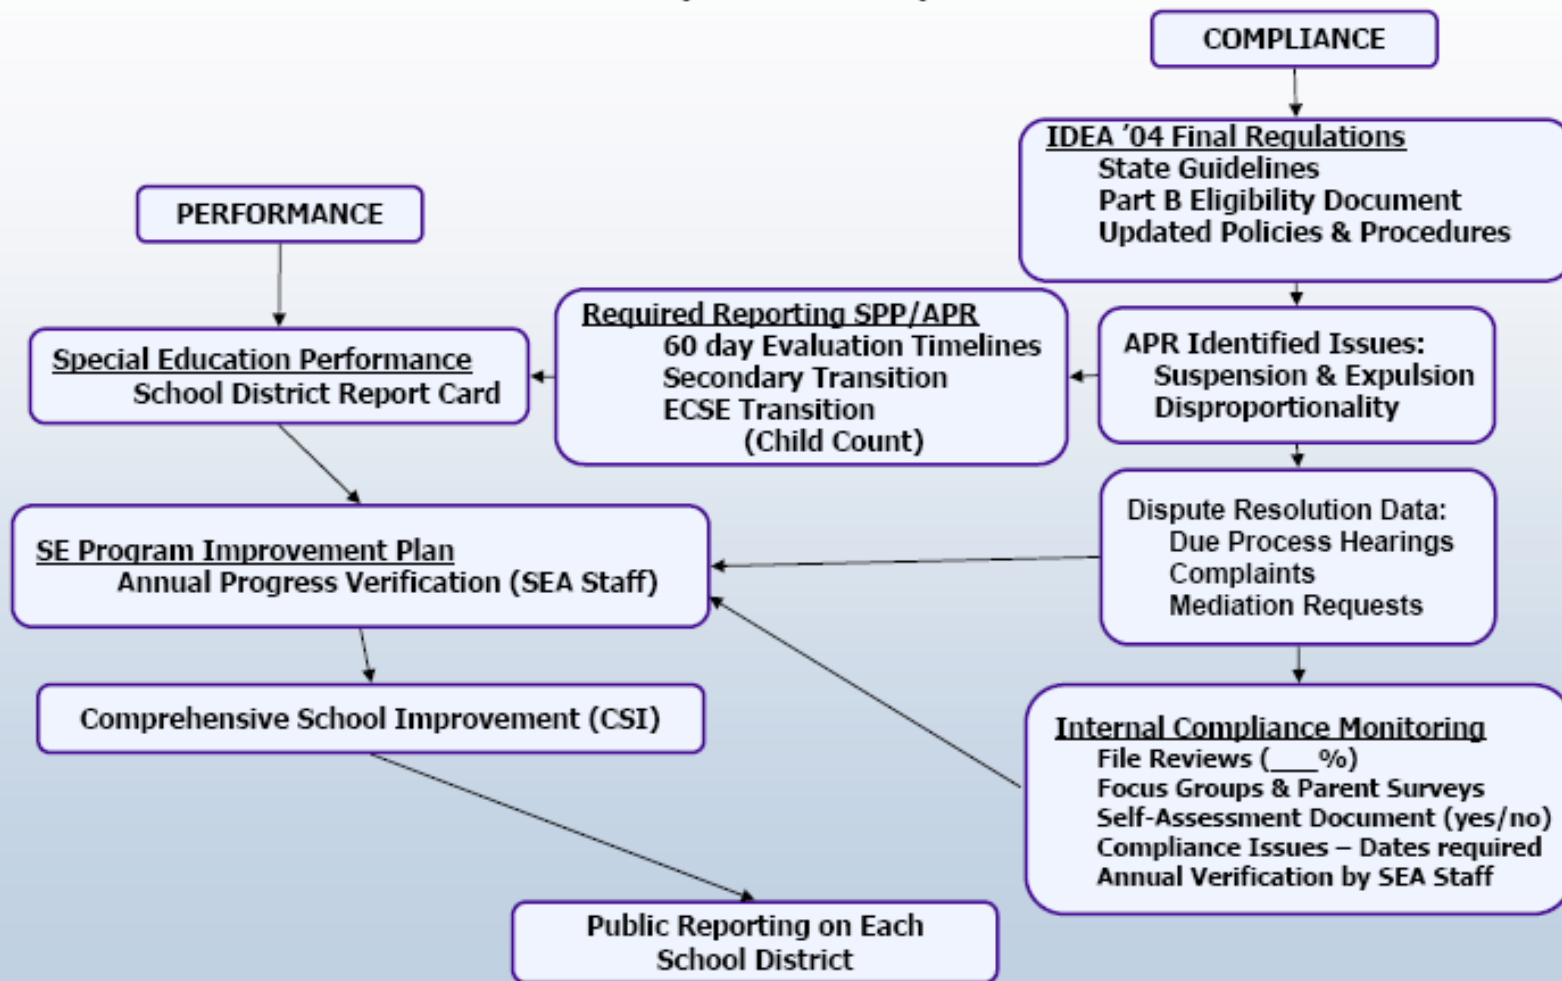 COMPLIANCE
IDEA ’04 Final Regulations
State Guidelines
Part B Eligibility Document
Updated Policies & Procedures
PERFORMANCE
Special Education Performance
School District Report Card
Required Reporting SPP/APR
60 day Evaluation Timelines
Secondary Transition
ECSE Transition
(Child Count)
APR Identified Issues:
Suspension & Expulsion
Disproportionality
Dispute Resolution Data:
Due Process Hearings
Complaints
Mediation Requests
SE Program Improvement Plan
Annual Progress Verification (SEA Staff)
Comprehensive School Improvement (CSI)
Internal Compliance Monitoring
File Reviews (___%)
Focus Groups & Parent Surveys
Self-Assessment Document (yes/no)
Compliance Issues – Dates required
Annual Verification by SEA Staff
Public Reporting on Each
School District